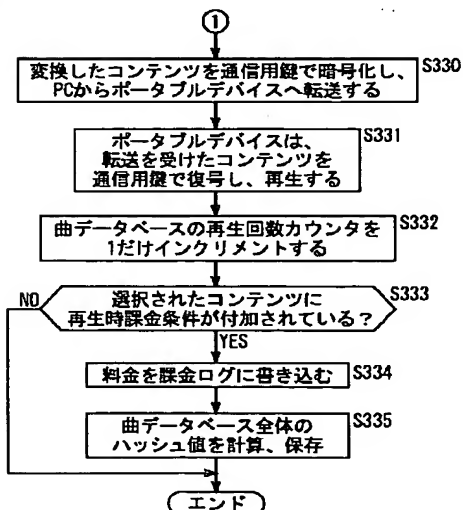 1
変換したコンテンツを通信用鍵で暗号化し、
PCからポータブルデバイスへ転送する
S330
ポータブルデバイスは、
転送を受けたコンテンツを
通信用鍵で復号し、再生する
S331
曲データベースの再生回数カウンタを
1だけインクリメントする
S332
選択されたコンテンツに
再生時課金条件が付加されている?
S333
NO
YES
料金を課金ログに書き込む
S334
曲データベース全体の
ハッシュ値を計算、保存
S335
エンド